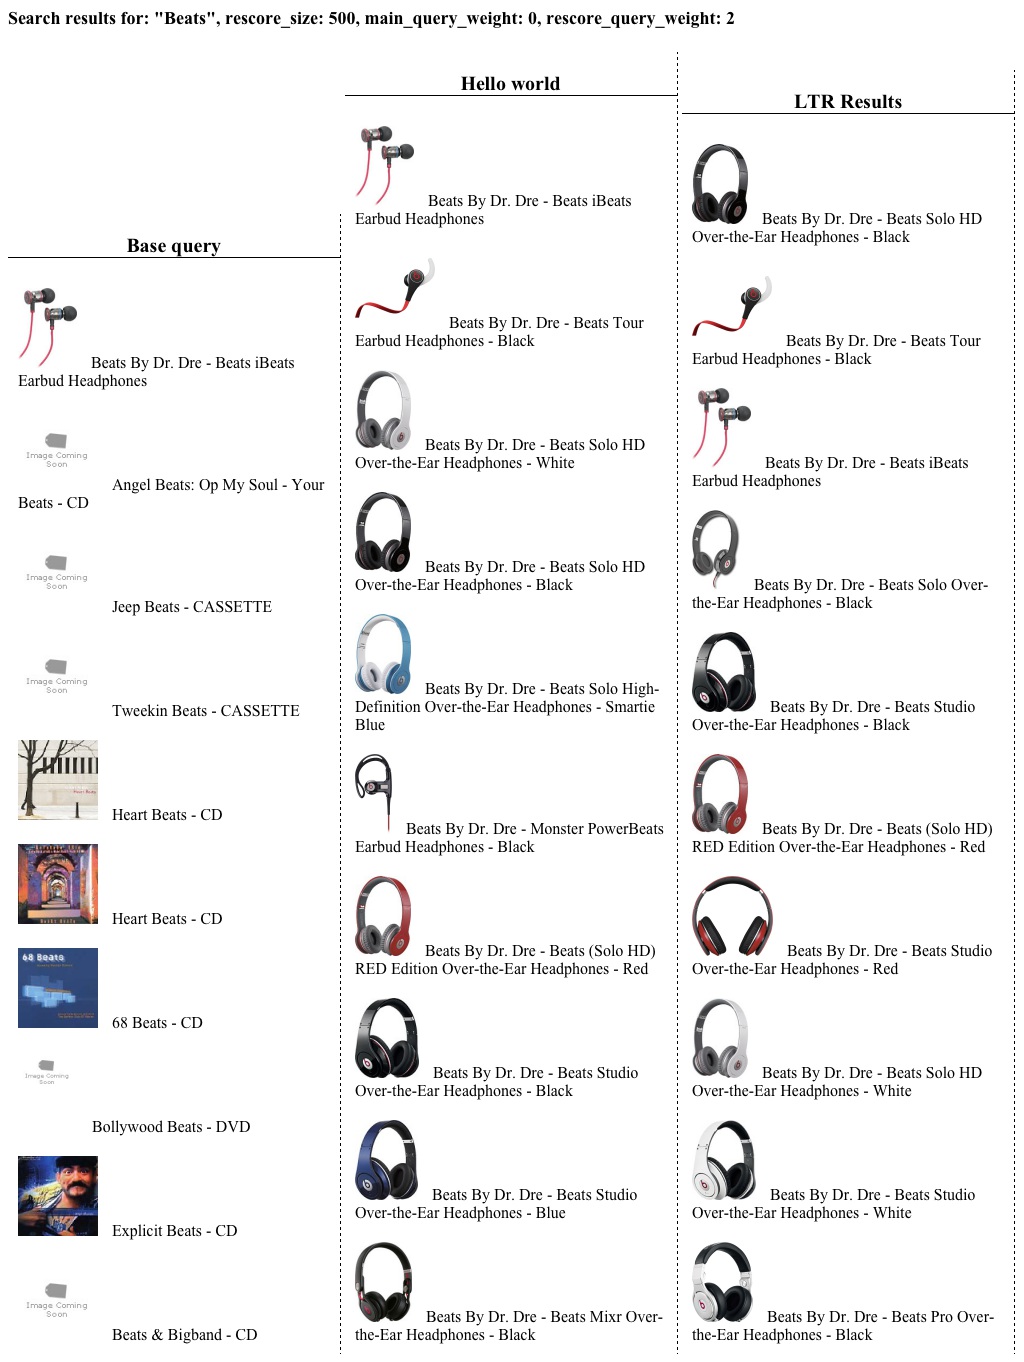 Search results for: "Beats", rescore_size: 500, main_query_weight: 0, rescore_query_weight: 2
Base query
Beats By Dr. Dre - Beats iBeats
Earbud Headphones
Image Coming
Soon
Angel Beats: Op My Soul - Your
Beats - CD
Image Coming
Soon
Jeep Beats - CASSETTE
Image Coming
Soon
Tweekin Beats - CASSETTE
Heart Beats - CD
Heart Beats - CD
68 Beats
68 Beats - CD
Image Coming
Soon
Bollywood Beats - DVD
Explicit Beats - CD
Image Coming
Soon
Beats & Bigband - CD
Hello world
Beats By Dr. Dre - Beats iBeats
Earbud Headphones
Beats By Dr. Dre - Beats Tour
Earbud Headphones - Black
Beats By Dr. Dre - Beats Solo HD
Over-the-Ear Headphones - White
Beats By Dr. Dre - Beats Solo HD
Over-the-Ear Headphones - Black
Beats By Dr. Dre - Beats Solo High-
Definition Over-the-Ear Headphones - Smartie
Blue
Beats By Dr. Dre - Monster PowerBeats
Earbud Headphones - Black
Beats By Dr. Dre - Beats (Solo HD)
RED Edition Over-the-Ear Headphones - Red
Beats By Dr. Dre - Beats Studio
Over-the-Ear Headphones - Black
Beats By Dr. Dre - Beats Studio
Over-the-Ear Headphones - Blue
Beats By Dr. Dre - Beats Mixr Over-
the-Ear Headphones - Black
LTR Results
Beats By Dr. Dre - Beats Solo HD
Over-the-Ear Headphones - Black
Beats By Dr. Dre - Beats Tour
Earbud Headphones - Black
Beats By Dr. Dre - Beats iBeats
Earbud Headphones
Beats By Dr. Dre - Beats Solo Over-
the-Ear Headphones - Black
Beats By Dr. Dre - Beats Studio
Over-the-Ear Headphones - Black
Beats By Dr. Dre - Beats (Solo HD)
RED Edition Over-the-Ear Headphones - Red
Beats By Dr. Dre - Beats Studio
Over-the-Ear Headphones - Red
Beats By Dr. Dre - Beats Solo HD
Over-the-Ear Headphones - White
Beats By Dr. Dre - Beats Studio
Over-the-Ear Headphones - White
Beats By Dr. Dre - Beats Pro Over-
the-Ear Headphones - Black